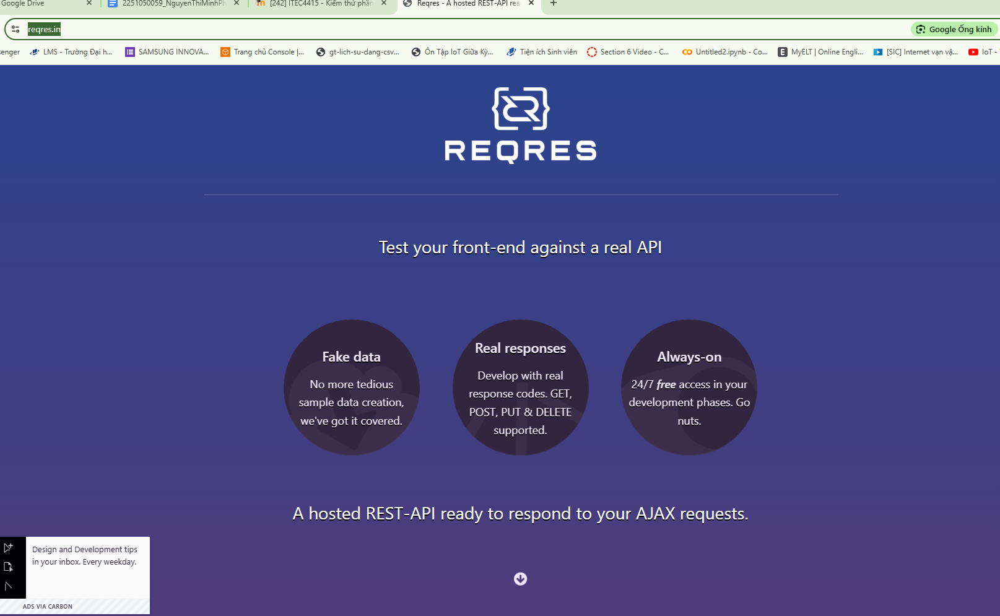 Google Drive
2251050059_NguyenThiMinhPh
[242] ITEC4415 - Kiểm thử phần
Reqres - A hosted REST-API rea
reqres.in
Google Ống kính
senger
LMS - Trường Đại h...
SAMSUNG INNOVA...
Trang chủ Console |...
gt-lich-su-dang-csv...
Ôn Tập IoT Giữa Kỳ...
Tiện ích Sinh viên
Section 6 Video - C...
Untitled2.ipynb - Co...
MyELT | Online Engli...
[SIC] Internet vạn vậ...
IoT -
REQRES
Test your front-end against a real API
Fake data
No more tedious
sample data creation,
we've got it covered.
Real responses
Develop with real
response codes. GET,
POST, PUT & DELETE
supported.
Always-on
24/7 free access in your
development phases. Go
nuts.
A hosted REST-API ready to respond to your AJAX requests.
Design and Development tips
in your inbox. Every weekday.
ADS VIA CARBON